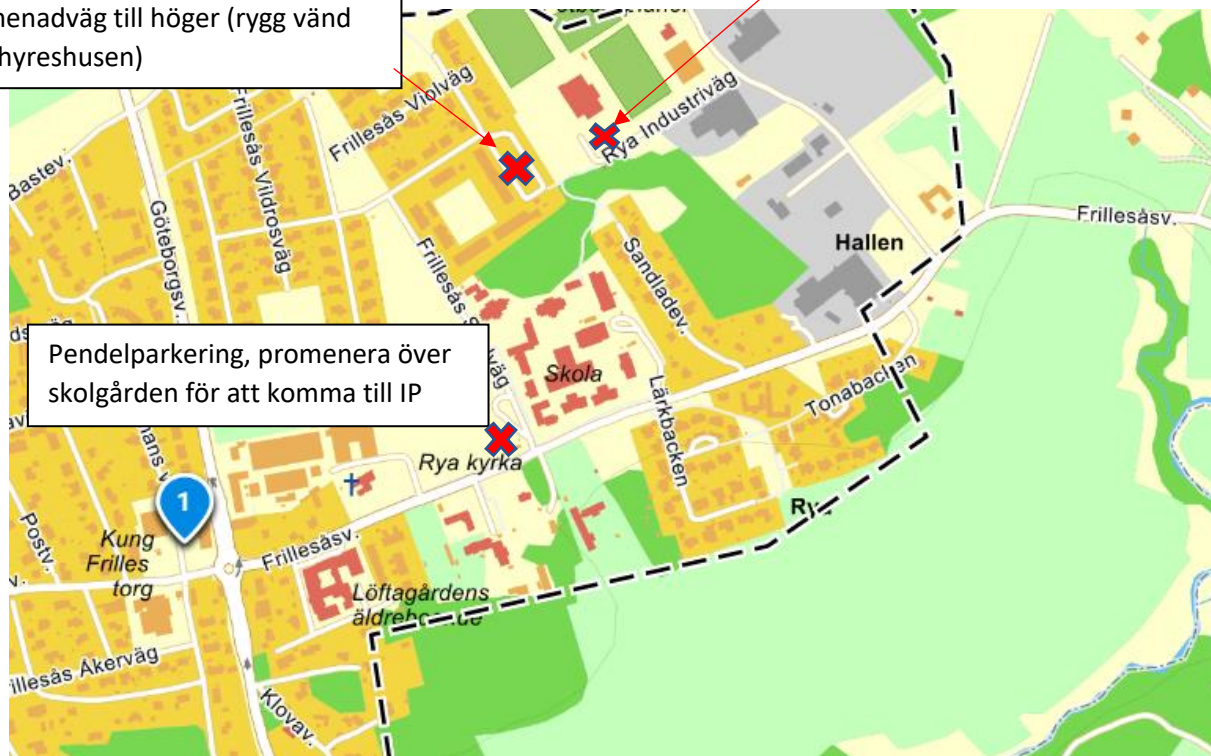 till höger (rygg vänd
hyreshusen)
Frillesås Violväg
Rya Industriväg
Bastev.
Göteborgsv.
Frillesås Vildrosväg
Frillesås
Sandladev.
Hallen
Frillesåsv.
Pendelparkering, promenera över
skolgården för att komma till IP
Skola
Lärkbacken
Tonabacken
Rya kyrka
1
Kung
Frilles
torg
Postv.
Frillesåsv.
Löftagårdens
Åkerväg
Klovav.